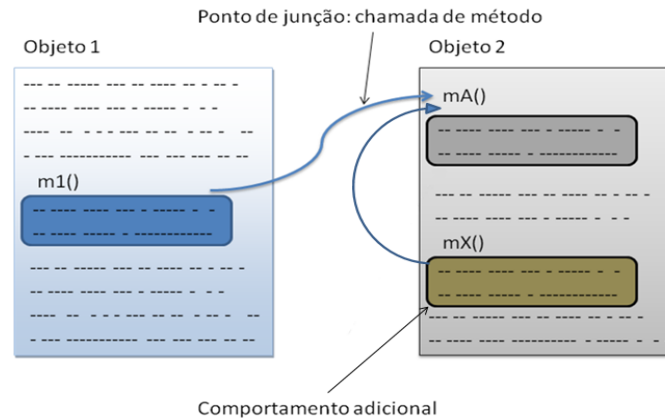 Ponto de junção: chamada de método
Objeto 1
Objeto 2
mA()
m1()
mX()
Comportamento adicional